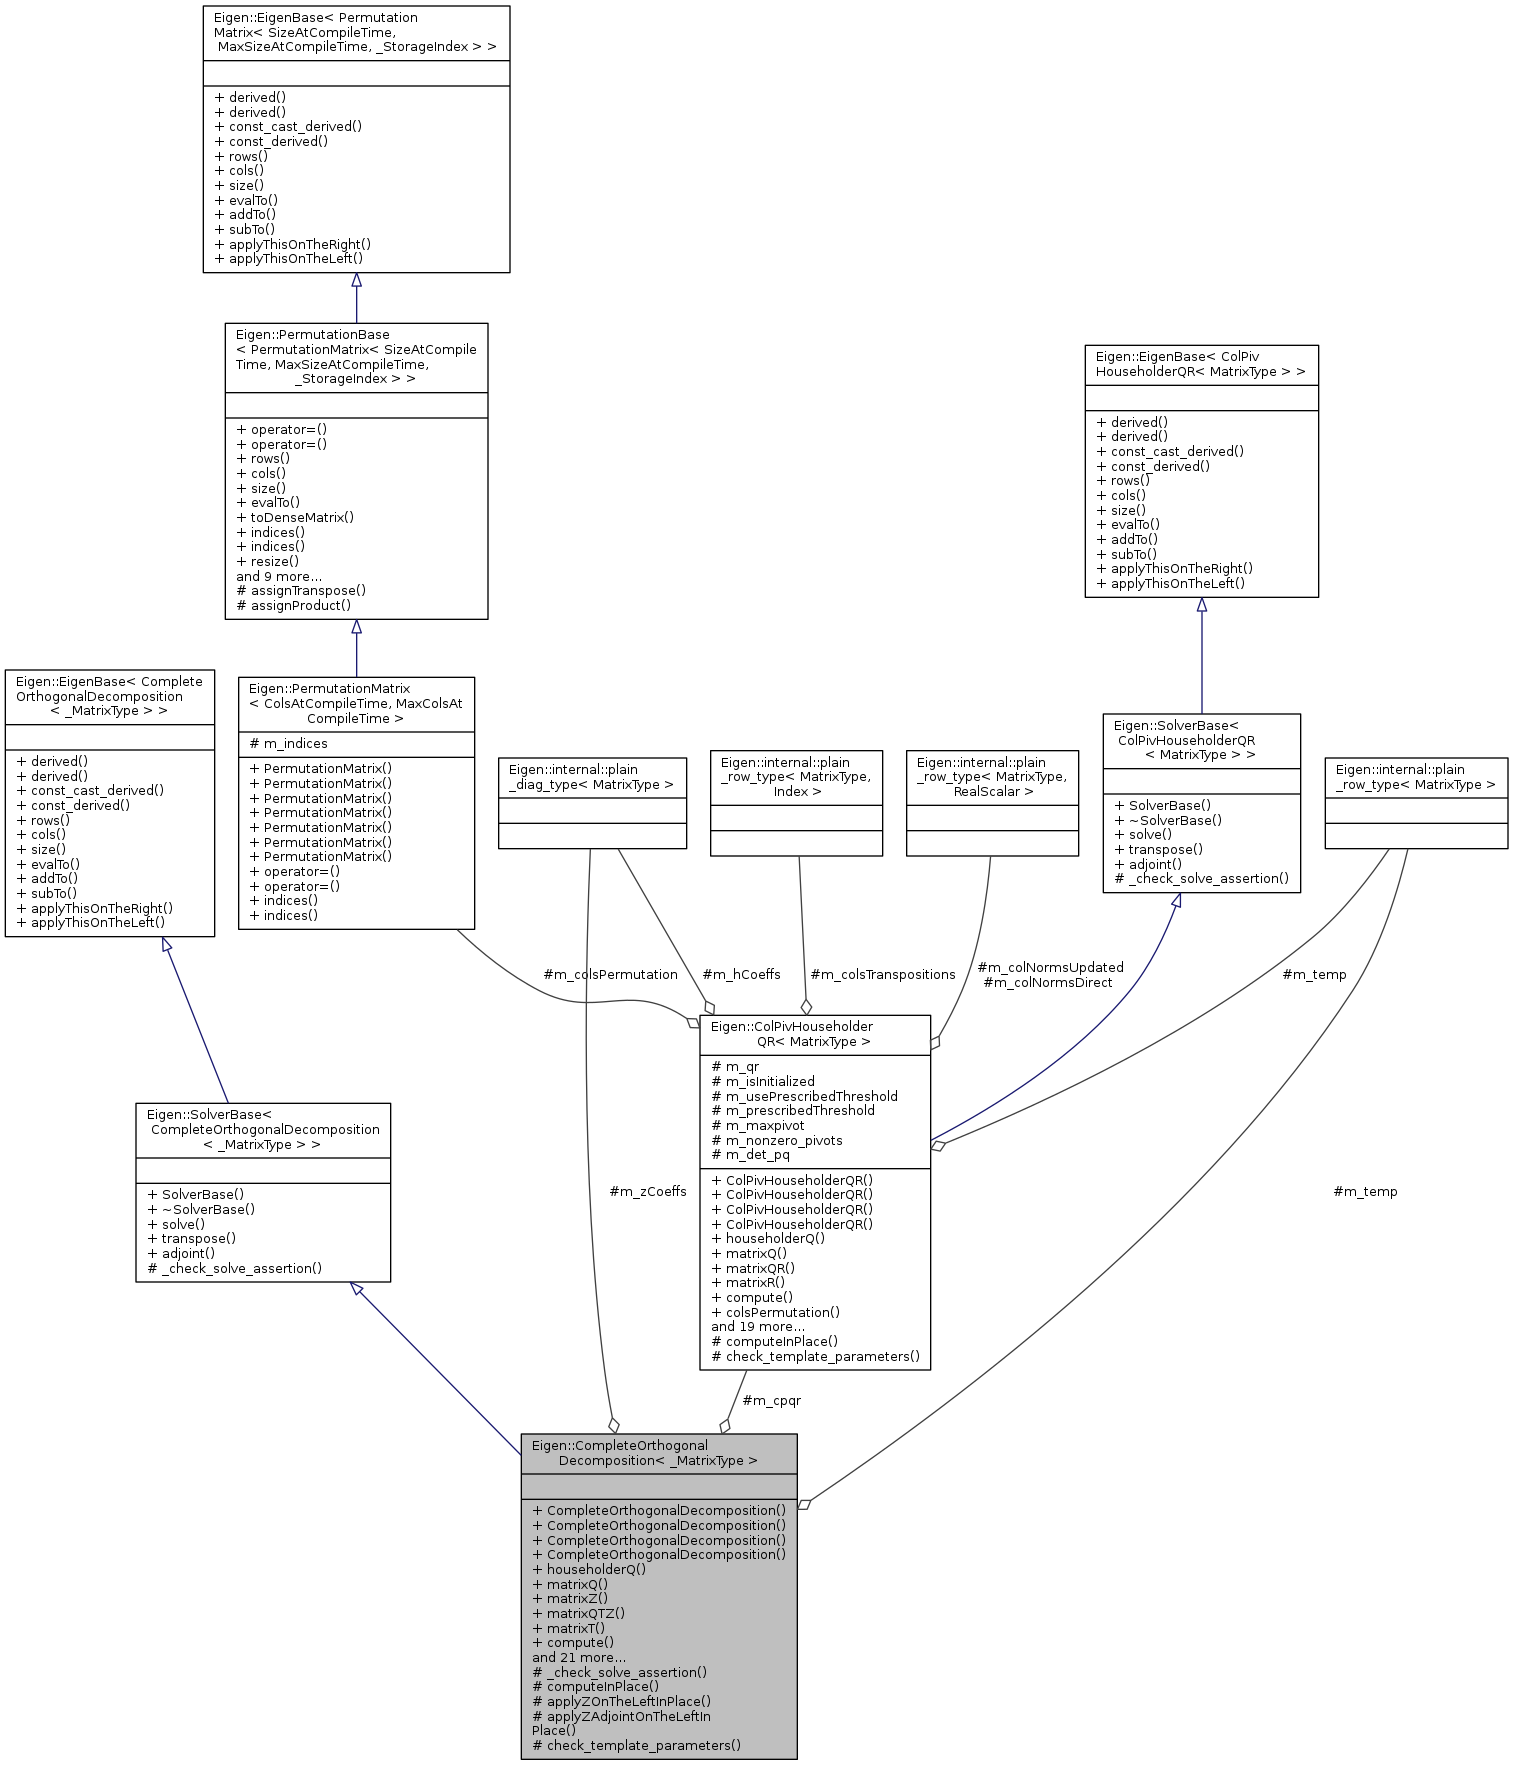 Eigen::EigenBase< Permutation
Matrix< SizeAtCompileTime,
MaxSizeAtCompileTime, _StorageIndex > >
+ derived()
+ derived()
+ const_cast_derived()
+ const_derived()
+ rows()
+ cols()
+ size()
+ evalTo()
+ addTo()
+ subTo()
+ applyThisOnTheRight()
+ applyThisOnTheLeft()
Eigen::PermutationBase
< PermutationMatrix< SizeAtCompile
Time, MaxSizeAtCompileTime,
_StorageIndex > >
+ operator=()
+ operator=()
+ rows()
+ cols()
+ size()
+ evalTo()
+ toDenseMatrix()
+ indices()
+ indices()
+ resize()
and 9 more...
# assignTranspose()
# assignProduct()
Eigen::EigenBase< ColPiv
HouseholderQR< MatrixType > >
+ derived()
+ derived()
+ const_cast_derived()
+ const_derived()
+ rows()
+ cols()
+ size()
+ evalTo()
+ addTo()
+ subTo()
+ applyThisOnTheRight()
+ applyThisOnTheLeft()
Eigen::EigenBase< Complete
OrthogonalDecomposition
< _MatrixType > >
+ derived()
+ derived()
+ const_cast_derived()
+ const_derived()
+ rows()
+ cols()
+ size()
+ evalTo()
+ addTo()
+ subTo()
+ applyThisOnTheRight()
+ applyThisOnTheLeft()
Eigen::PermutationMatrix
< ColsAtCompileTime, MaxColsAt
CompileTime >
# m_indices
+ PermutationMatrix()
+ PermutationMatrix()
+ PermutationMatrix()
+ PermutationMatrix()
+ PermutationMatrix()
+ PermutationMatrix()
+ PermutationMatrix()
+ operator=()
+ operator=()
+ indices()
+ indices()
Eigen::internal::plain
_diag_type< MatrixType >
Eigen::internal::plain
_row_type< MatrixType,
Index >
Eigen::internal::plain
_row_type< MatrixType,
RealScalar >
Eigen::SolverBase<
ColPivHouseholderQR
< MatrixType > >
+ SolverBase()
+ ~SolverBase()
+ solve()
+ transpose()
+ adjoint()
# _check_solve_assertion()
Eigen::internal::plain
_row_type< MatrixType >
#m_colsPermutation
#m_hCoeffs
#m_colsTranspositions
#m_colNormsUpdated
#m_colNormsDirect
#m_temp
Eigen::ColPivHouseholder
QR< MatrixType >
# m_qr
# m_isInitialized
# m_usePrescribedThreshold
# m_prescribedThreshold
# m_maxpivot
# m_nonzero_pivots
# m_det_pq
+ ColPivHouseholderQR()
+ ColPivHouseholderQR()
+ ColPivHouseholderQR()
+ ColPivHouseholderQR()
+ householderQ()
+ matrixQ()
+ matrixQR()
+ matrixR()
+ compute()
+ colsPermutation()
and 19 more...
# computeInPlace()
# check_template_parameters()
Eigen::SolverBase<
CompleteOrthogonalDecomposition
< _MatrixType > >
+ SolverBase()
+ ~SolverBase()
+ solve()
+ transpose()
+ adjoint()
# _check_solve_assertion()
#m_zCoeffs
#m_temp
#m_cpqr
Eigen::CompleteOrthogonal
Decomposition< _MatrixType >
+ CompleteOrthogonalDecomposition()
+ CompleteOrthogonalDecomposition()
+ CompleteOrthogonalDecomposition()
+ CompleteOrthogonalDecomposition()
+ householderQ()
+ matrixQ()
+ matrixZ()
+ matrixQTZ()
+ matrixT()
+ compute()
and 21 more...
# _check_solve_assertion()
# computeInPlace()
# applyZOnTheLeftInPlace()
# applyZAdjointOnTheLeftIn
Place()
# check_template_parameters()